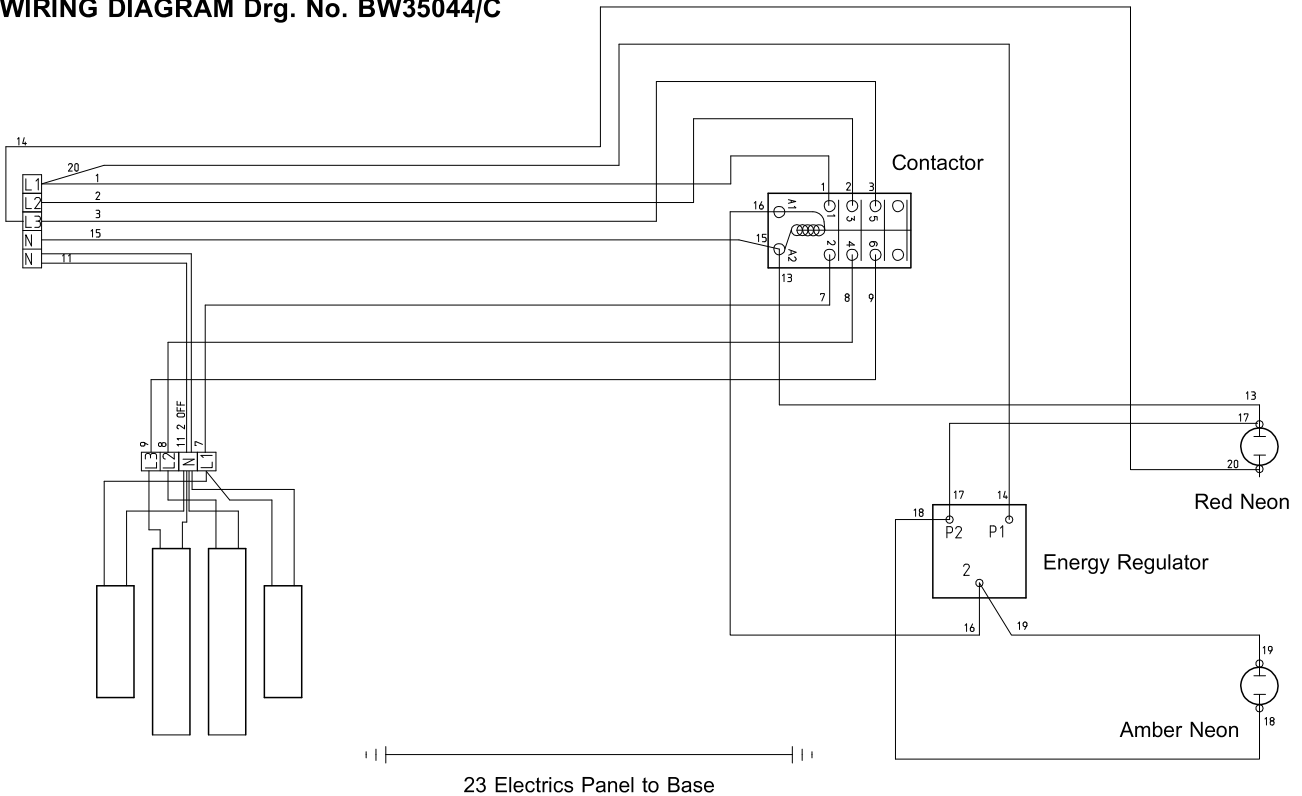 WIRING DIAGRAM Drg. No. BW35044/C
14
20
1
L1
2
L2
3
L3
15
N
11
N
Contactor
1 2 3
16 A1 1 3 5
15 A2 2 4 6
13
7 8 9
9 8 11 2 OFF 7
L3 L2 N L1
13
17
20
Red Neon
17 14
18
P2 P1
2
Energy Regulator
16 19
19
18
Amber Neon
23 Electrics Panel to Base